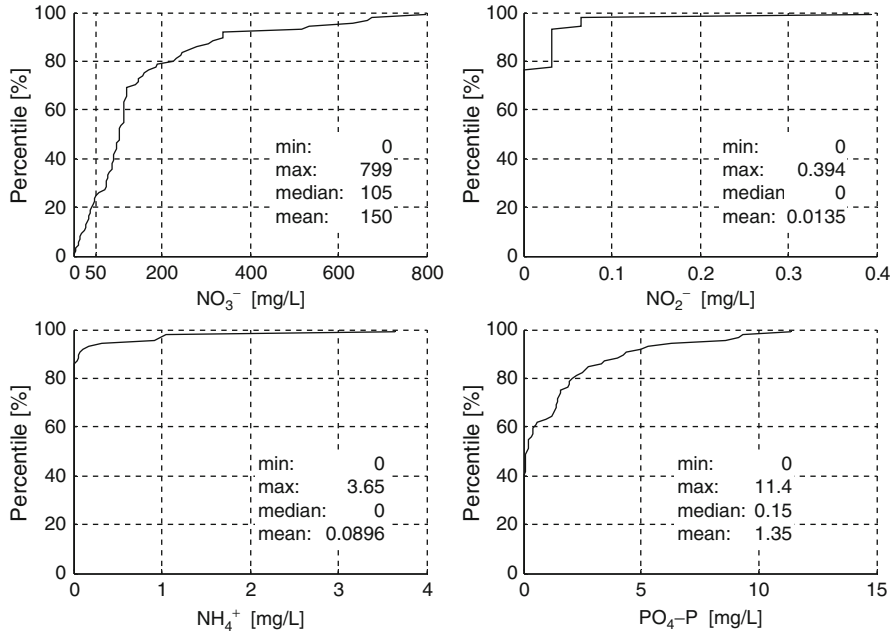 Percentile [%]
100
80
60
40
20
0
0 50 200 400 600 800
NO₃⁻ [mg/L]
min: 0
max: 799
median: 105
mean: 150
Percentile [%]
100
80
60
40
20
0
0 0.1 0.2 0.3 0.4
NO₂⁻ [mg/L]
min: 0
max: 0.394
median 0
mean: 0.0135
Percentile [%]
100
80
60
40
20
0
0 1 2 3 4
NH₄⁺ [mg/L]
min: 0
max: 3.65
median: 0
mean: 0.0896
Percentile [%]
100
80
60
40
20
0
0 5 10 15
PO₄–P [mg/L]
min: 0
max: 11.4
median: 0.15
mean: 1.35